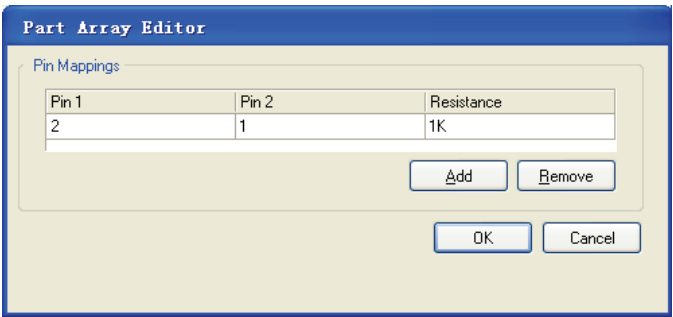 Part Array Editor
Pin Mappings
Pin 1 Pin 2 Resistance
2 1 1K
Add Remove
OK Cancel